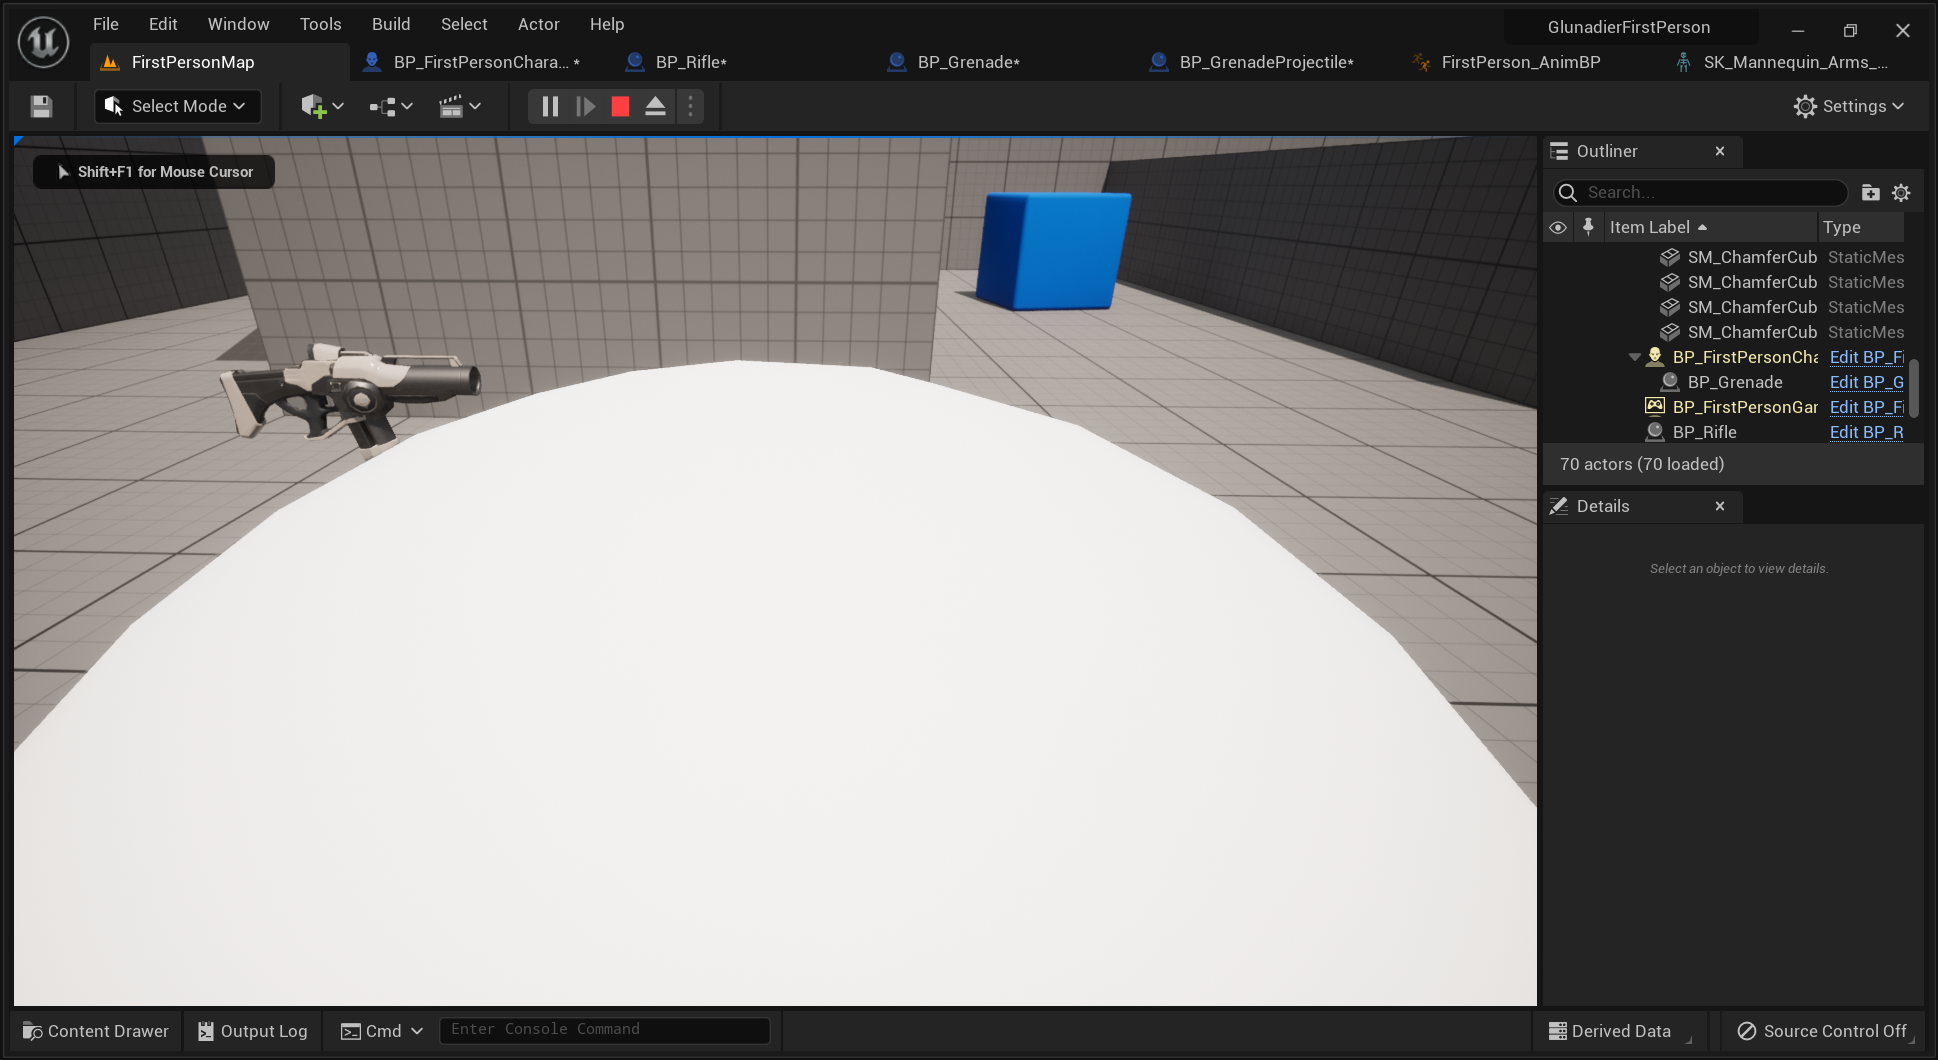 File Edit Window Tools Build Select Actor Help
GlunadierFirstPerson
FirstPersonMap
BP_FirstPersonChara... *
BP_Rifle*
BP_Grenade*
BP_GrenadeProjectile*
FirstPerson_AnimBP
SK_Mannequin_Arms_...
Select Mode
Settings
Shift+F1 for Mouse Cursor
Outliner
Search...
Item Label Type
SM_ChamferCub StaticMes
SM_ChamferCub StaticMes
SM_ChamferCub StaticMes
SM_ChamferCub StaticMes
BP_FirstPersonCha Edit BP_Fi
BP_Grenade Edit BP_G
BP_FirstPersonGar Edit BP_Fi
BP_Rifle Edit BP_R
70 actors (70 loaded)
Details
Select an object to view details.
Content Drawer
Output Log
Cmd
Enter Console Command
Derived Data
Source Control Off